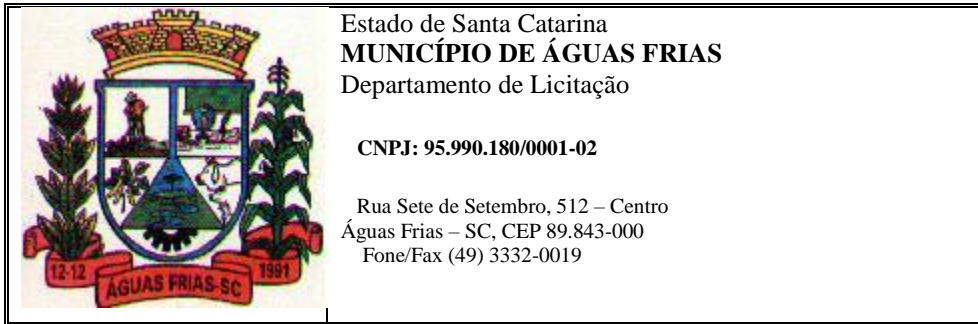 Estado de Santa Catarina
MUNICÍPIO DE ÁGUAS FRIAS
Departamento de Licitação
CNPJ: 95.990.180/0001-02
Rua Sete de Setembro, 512 – Centro
Águas Frias – SC, CEP 89.843-000
Fone/Fax (49) 3332-0019
12-12
ÁGUAS FRIAS-SC
1991